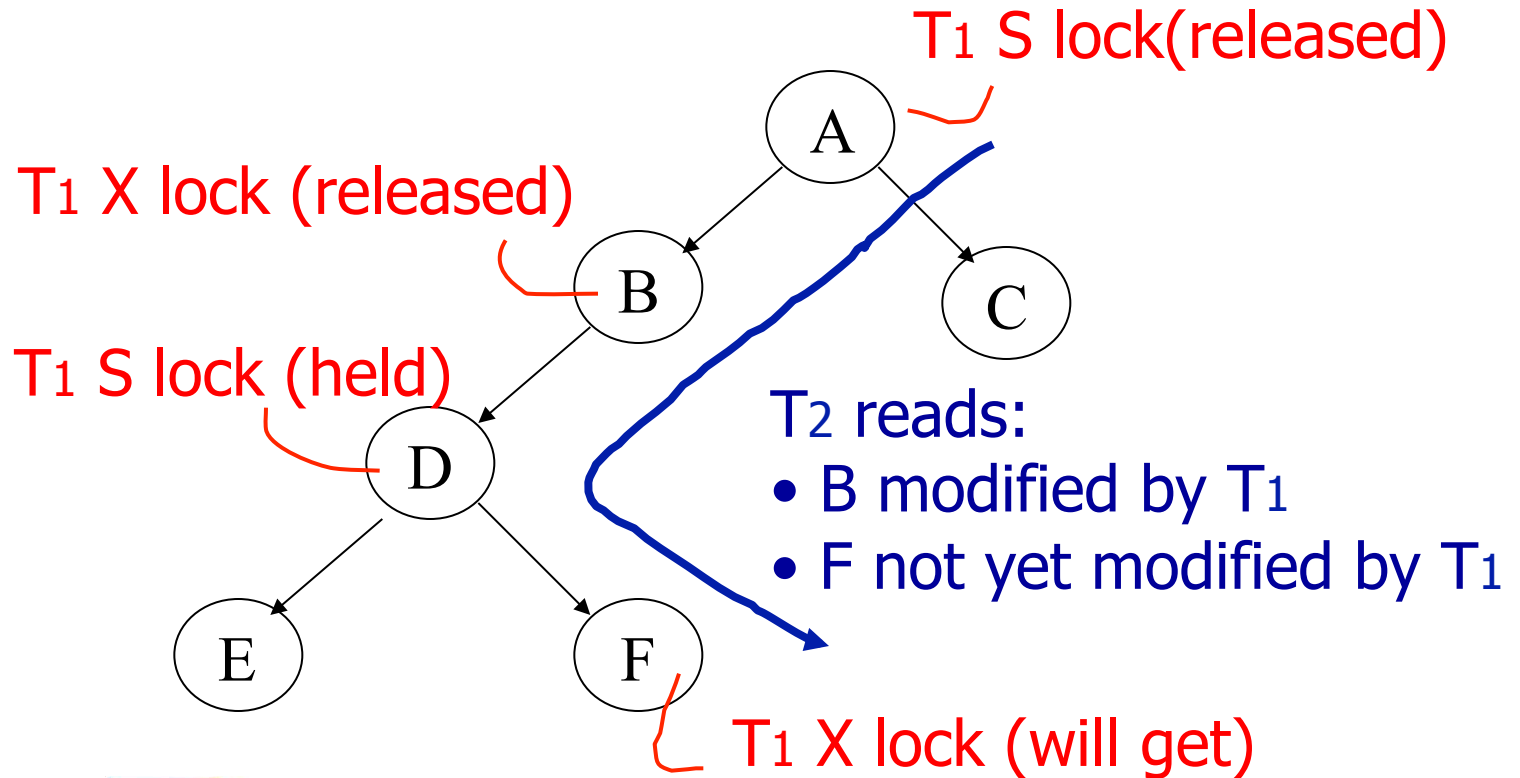 T1 S lock(released)
A
T1 X lock (released)
B
C
T1 S lock (held)
D
T2 reads:
• B modified by T1
• F not yet modified by T1
E
F
T1 X lock (will get)